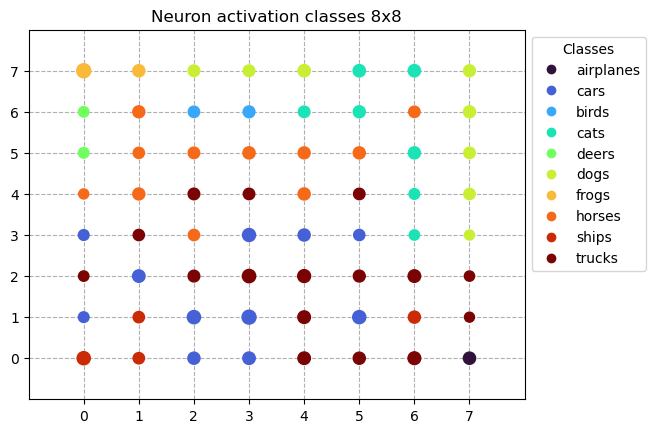 Neuron activation classes 8x8
7
6
5
4
3
2
1
0
0 1 2 3 4 5 6 7
Classes
airplanes
cars
birds
cats
deers
dogs
frogs
horses
ships
trucks